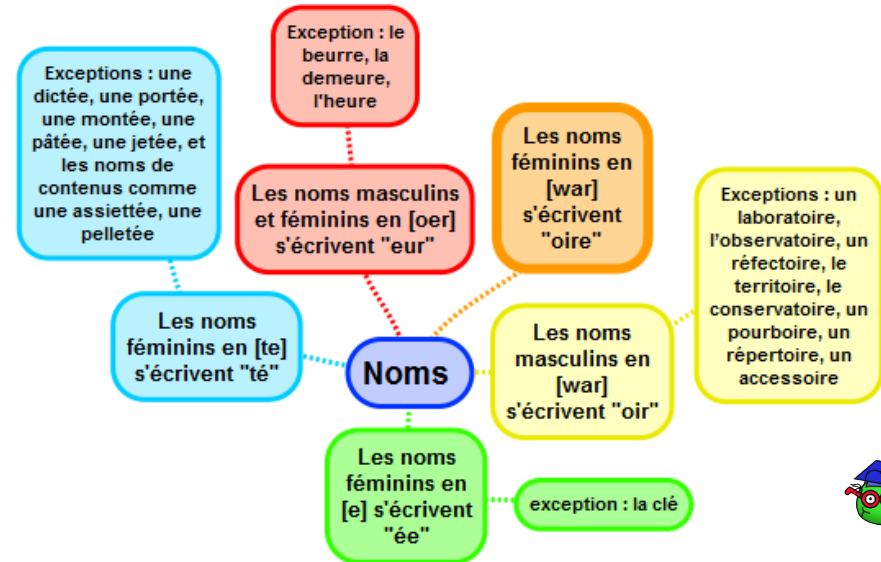 Exceptions : une
dictée, une portée,
une montée, une
pâtée, une jetée, et
les noms de
contenus comme
une assiettée, une
pelletée
Exception : le
beurre, la
demeure,
l'heure
Les noms
féminins en
[war]
s'écrivent
"oire"
Les noms masculins
et féminins en [oer]
s'écrivent "eur"
Exceptions : un
laboratoire,
l'observatoire, un
réfectoire, le
territoire, le
conservatoire, un
pourboire, un
répertoire, un
accessoire
Les noms
féminins en [te]
s'écrivent "té"
Noms
Les noms
masculins en
[war]
s'écrivent "oir"
Les noms
féminins en
[e] s'écrivent
"ée"
exception : la clé